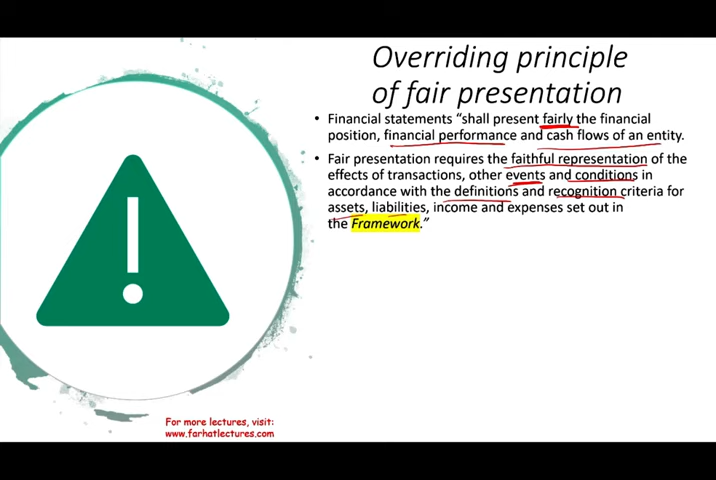 Overriding principle
of fair presentation
• Financial statements “shall present fairly the financial
position, financial performance and cash flows of an entity.
• Fair presentation requires the faithful representation of the
effects of transactions, other events and conditions in
accordance with the definitions and recognition criteria for
assets, liabilities, income and expenses set out in
the Framework.”
For more lectures, visit:
www.farhatlectures.com